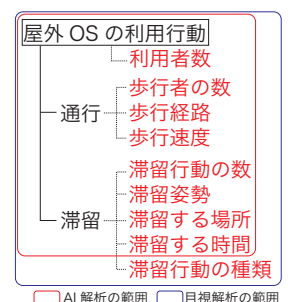 屋外 OS の利用行動
利用者数
歩行者の数
通行
歩行経路
歩行速度
滞留行動の数
滞留姿勢
滞留
滞留する場所
滞留する時間
滞留行動の種類
AI 解析の範囲 目視解析の範囲